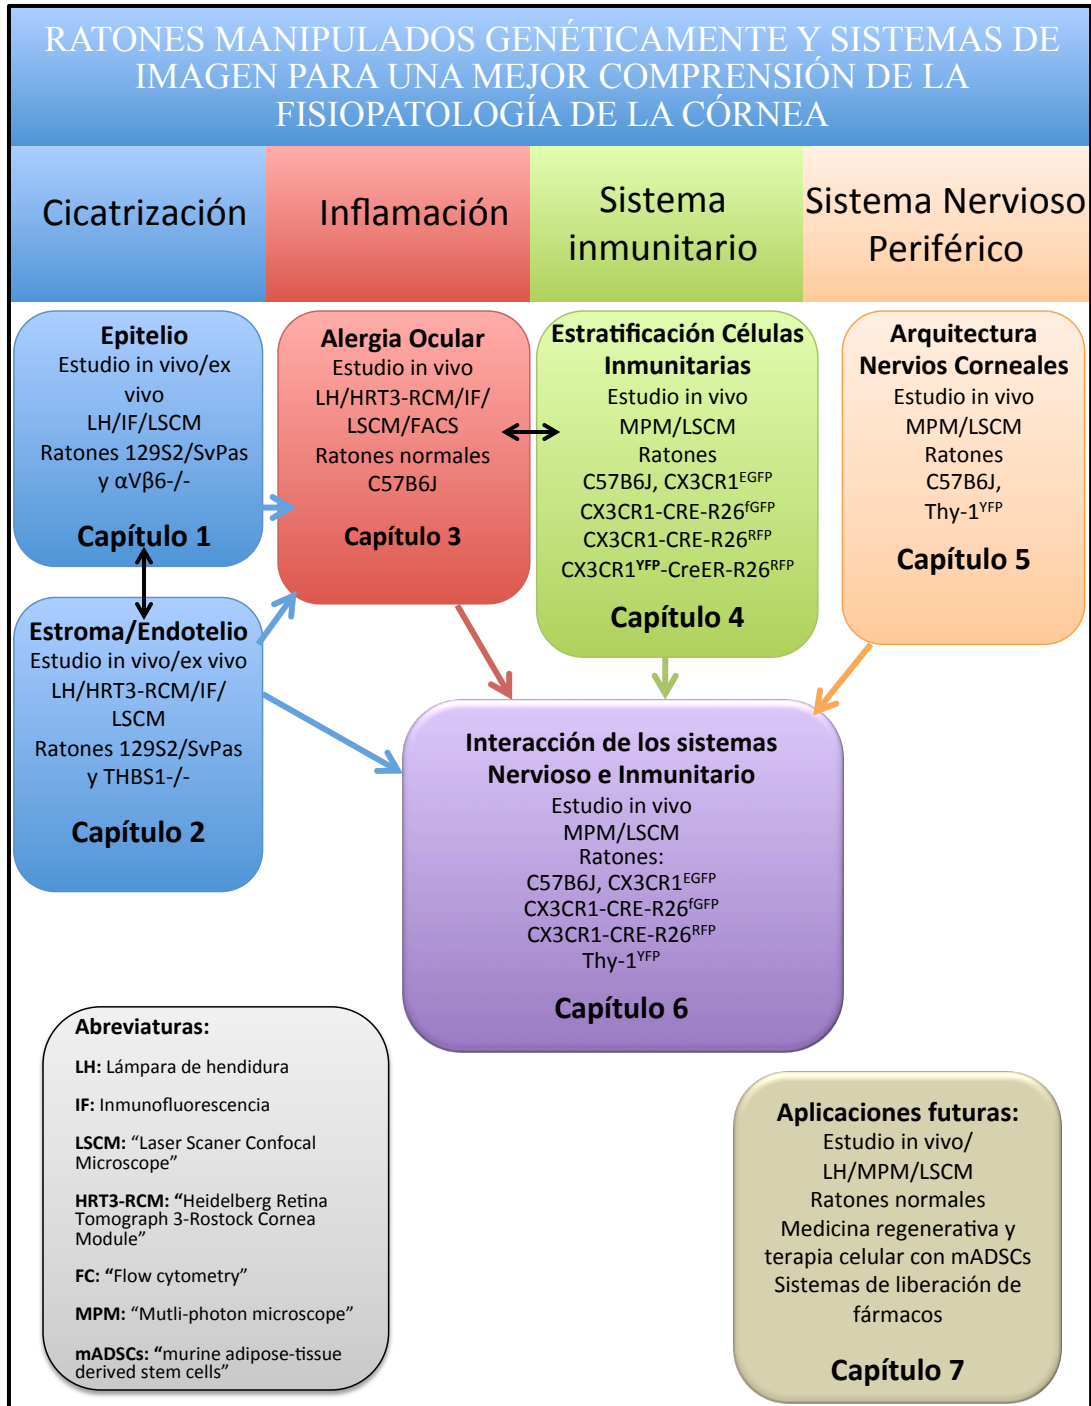 RATONES MANIPULADOS GENÉTICAMENTE Y SISTEMAS DE
IMAGEN PARA UNA MEJOR COMPRENSIÓN DE LA
FISIOPATOLOGÍA DE LA CÓRNEA
Cicatrización
Inflamación
Sistema
inmunitario
Sistema Nervioso
Periférico
Epitelio
Estudio in vivo/ex
vivo
LH/IF/LSCM
Ratones 129S2/SvPas
y αVβ6-/-
Capítulo 1
Estroma/Endotelio
Estudio in vivo/ex vivo
LH/HRT3-RCM/IF/
LSCM
Ratones 129S2/SvPas
y THBS1-/-
Capítulo 2
Alergia Ocular
Estudio in vivo
LH/HRT3-RCM/IF/
LSCM/FACS
Ratones normales
C57B6J
Capítulo 3
Estratificación Células
Inmunitarias
Estudio in vivo
MPM/LSCM
Ratones
C57B6J, CX3CR1EGFP
CX3CR1-CRE-R26fGFP
CX3CR1-CRE-R26RFP
CX3CR1YFP-CreER-R26RFP
Capítulo 4
Arquitectura
Nervios Corneales
Estudio in vivo
MPM/LSCM
Ratones
C57B6J,
Thy-1YFP
Capítulo 5
Interacción de los sistemas
Nervioso e Inmunitario
Estudio in vivo
MPM/LSCM
Ratones:
C57B6J, CX3CR1EGFP
CX3CR1-CRE-R26fGFP
CX3CR1-CRE-R26RFP
Thy-1YFP
Capítulo 6
Abreviaturas:
LH: Lámpara de hendidura
IF: Inmunofluorescencia
LSCM: “Laser Scaner Confocal
Microscope”
HRT3-RCM: “Heidelberg Retina
Tomograph 3-Rostock Cornea
Module”
FC: “Flow cytometry”
MPM: “Mutli-photon microscope”
mADSCs: “murine adipose-tissue
derived stem cells”
Aplicaciones futuras:
Estudio in vivo/
LH/MPM/LSCM
Ratones normales
Medicina regenerativa y
terapia celular con mADSCs
Sistemas de liberación de
fármacos
Capítulo 7